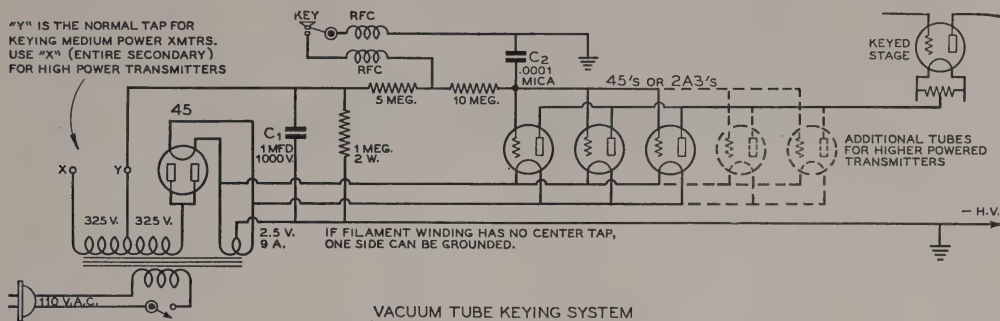 "Y" IS THE NORMAL TAP FOR
KEYING MEDIUM POWER XMTRS.
USE "X" (ENTIRE SECONDARY)
FOR HIGH POWER TRANSMITTERS
KEY
RFC
RFC
C2
.0001
MICA
KEYED
STAGE
5 MEG.
10 MEG.
45'S OR 2A3'S
45
C1
1 MFD
1000 V.
1 MEG.
2 W.
ADDITIONAL TUBES
FOR HIGHER POWERED
TRANSMITTERS
X
Y
325 V.
325 V.
2.5 V.
9 A.
IF FILAMENT WINDING HAS NO CENTER TAP,
ONE SIDE CAN BE GROUNDED.
— H.V.
110 V.A.C.
VACUUM TUBE KEYING SYSTEM